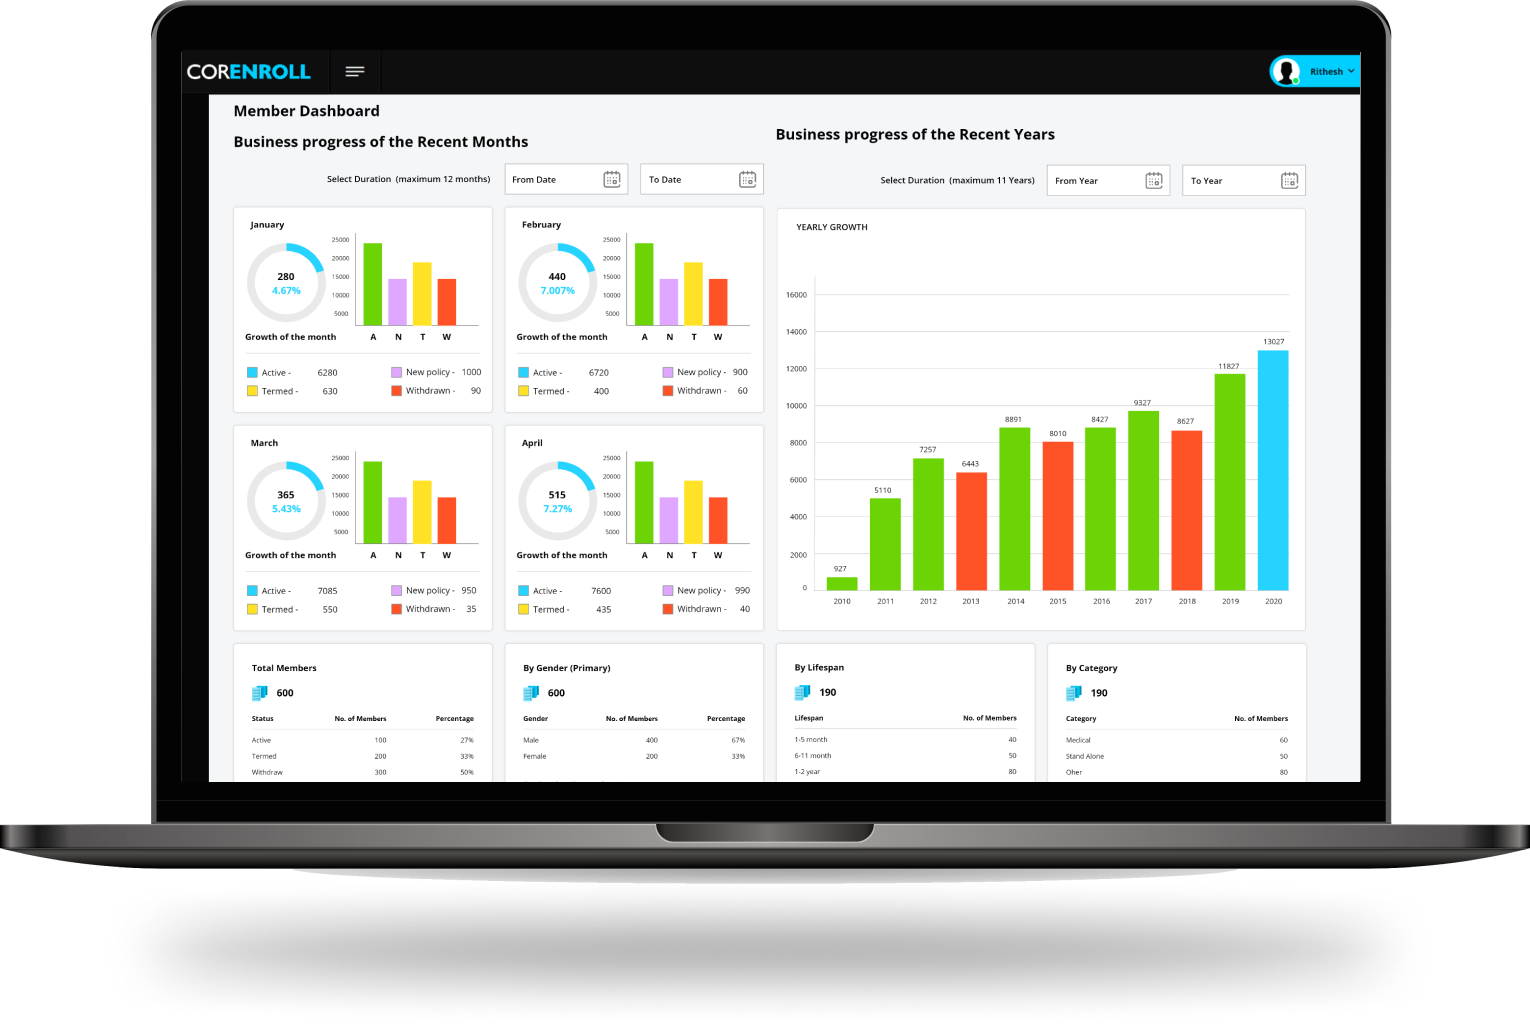 CORENROLL
Rithesh
Member Dashboard
Business progress of the Recent Months
Select Duration (maximum 12 months)
From Date
To Date
January
280
4.67%
Growth of the month
25000
20000
15000
10000
5000
A N T W
Active - 6280
New policy - 1000
Termed - 630
Withdrawn - 90
February
440
7.007%
Growth of the month
25000
20000
15000
10000
5000
A N T W
Active - 6720
New policy - 900
Termed - 400
Withdrawn - 60
March
365
5.43%
Growth of the month
25000
20000
15000
10000
5000
A N T W
Active - 7085
New policy - 950
Termed - 550
Withdrawn - 35
April
515
7.27%
Growth of the month
25000
20000
15000
10000
5000
A N T W
Active - 7600
New policy - 990
Termed - 435
Withdrawn - 40
Business progress of the Recent Years
Select Duration (maximum 11 Years)
From Year
To Year
YEARLY GROWTH
16000
14000
12000
10000
8000
6000
4000
2000
0
927
5110
7257
6443
8891
8010
8427
9327
8627
11827
13027
2010 2011 2012 2013 2014 2015 2016 2017 2018 2019 2020
Total Members
600
Status No. of Members Percentage
Active 100 27%
Termed 200 33%
Withdraw 300 50%
By Gender (Primary)
600
Gender No. of Members Percentage
Male 400 67%
Female 200 33%
By Lifespan
190
Lifespan No. of Members
1-5 month 40
6-11 month 50
1-2 year 80
By Category
190
Category No. of Members
Medical 60
Stand Alone 50
Oher 80